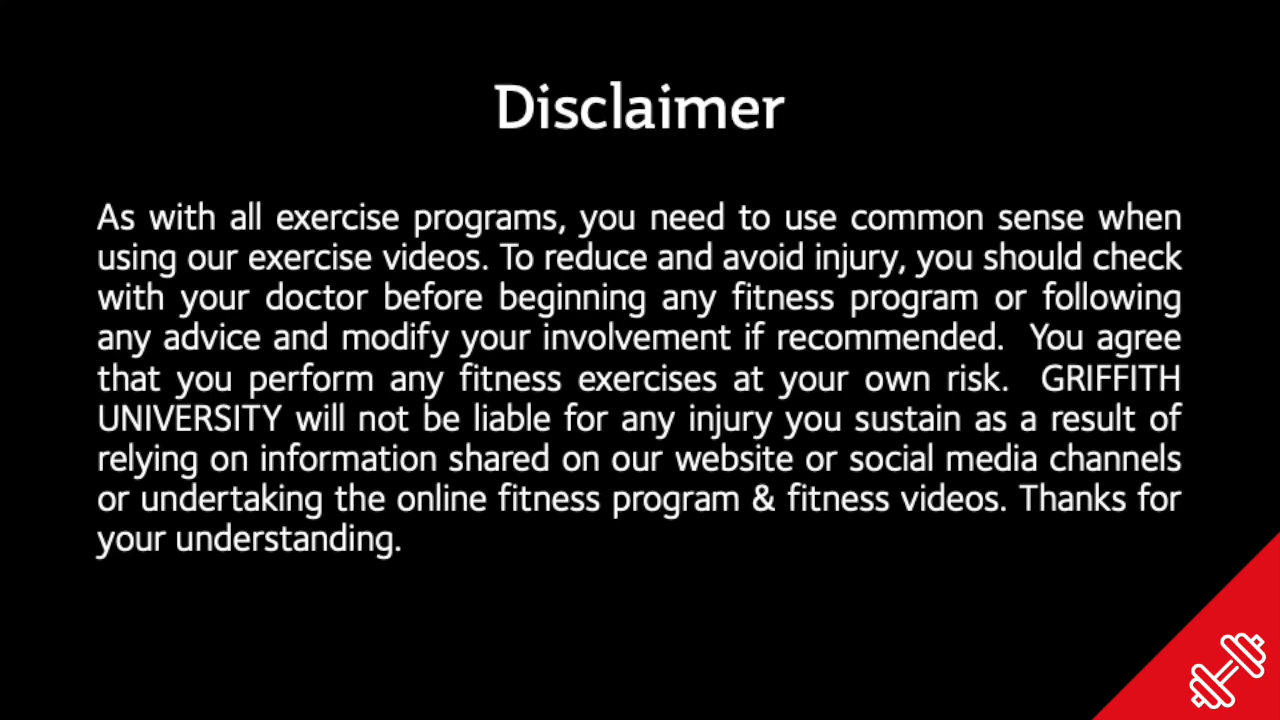 Disclaimer
As with all exercise programs, you need to use common sense when
using our exercise videos. To reduce and avoid injury, you should check
with your doctor before beginning any fitness program or following
any advice and modify your involvement if recommended.  You agree
that you perform any fitness exercises at your own risk.  GRIFFITH
UNIVERSITY will not be liable for any injury you sustain as a result of
relying on information shared on our website or social media channels
or undertaking the online fitness program & fitness videos. Thanks for
your understanding.